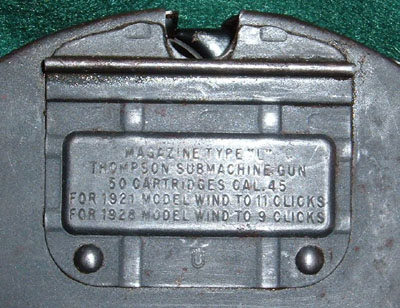 MAGAZINE TYPE "L"
THOMPSON SUBMACHINE GUN
50 CARTRIDGES CAL.45
FOR 1921 MODEL WIND TO 11 CLICKS
FOR 1928 MODEL WIND TO 9 CLICKS
U